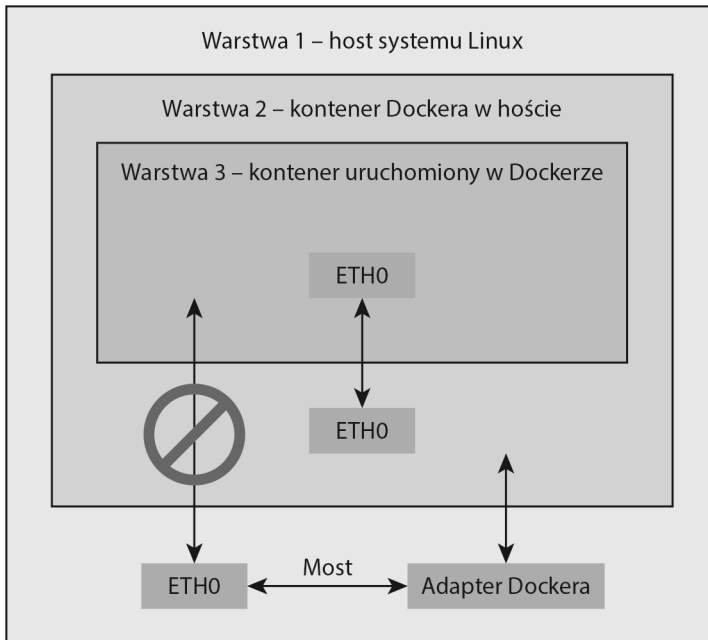 Warstwa 1 – host systemu Linux
Warstwa 2 – kontener Dockera w hoście
Warstwa 3 – kontener uruchomiony w Dockerze
ETH0
ETH0
ETH0
Most
Adapter Dockera